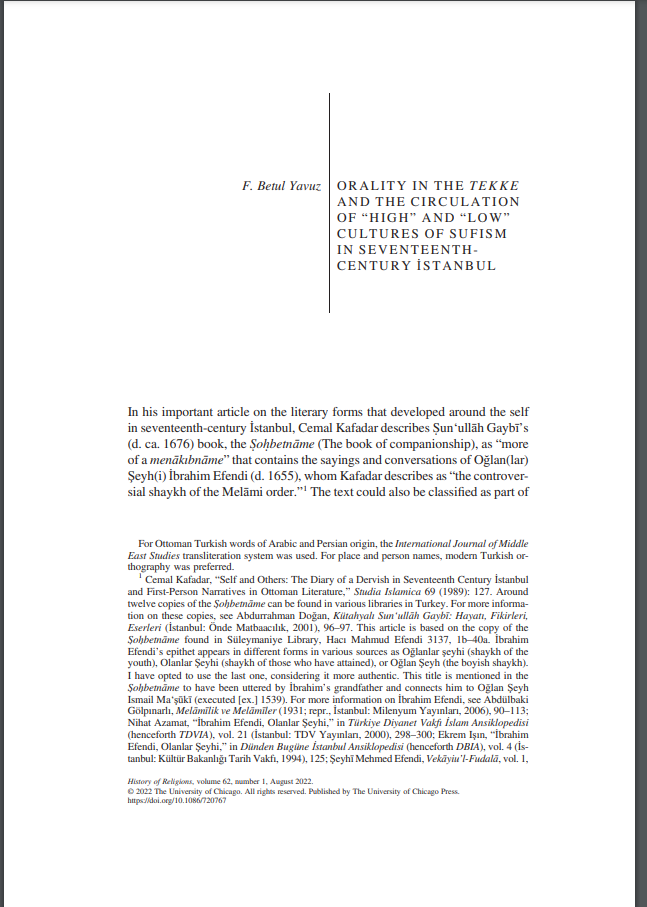 F. Betul Yavuz
ORALITY IN THE TEKKE
AND THE CIRCULATION
OF “HIGH” AND “LOW”
CULTURES OF SUFISM
IN SEVENTEENTH-
CENTURY İSTANBUL
In his important article on the literary forms that developed around the self
in seventeenth-century İstanbul, Cemal Kafadar describes Ṣunʿullāh Gaybī’s
(d. ca. 1676) book, the Ṣoḥbetnāme (The book of companionship), as “more
of a menāḳıbnāme” that contains the sayings and conversations of Oğlan(lar)
Şeyh(i) İbrahim Efendi (d. 1655), whom Kafadar describes as “the controver-
sial shaykh of the Melāmi order.”1 The text could also be classified as part of
For Ottoman Turkish words of Arabic and Persian origin, the International Journal of Middle
East Studies transliteration system was used. For place and person names, modern Turkish or-
thography was preferred.
1 Cemal Kafadar, “Self and Others: The Diary of a Dervish in Seventeenth Century İstanbul
and First-Person Narratives in Ottoman Literature,” Studia Islamica 69 (1989): 127. Around
twelve copies of the Ṣoḥbetnāme can be found in various libraries in Turkey. For more informa-
tion on these copies, see Abdurrahman Doğan, Kütahyalı Sunʿullāh Gaybī: Hayatı, Fikirleri,
Eserleri (İstanbul: Önde Matbaacılık, 2001), 96–97. This article is based on the copy of the
Ṣoḥbetnāme found in Süleymaniye Library, Hacı Mahmud Efendi 3137, 1b–40a. İbrahim
Efendi’s epithet appears in different forms in various sources as Oğlanlar şeyhi (shaykh of the
youth), Olanlar Şeyhi (shaykh of those who have attained), or Oğlan Şeyh (the boyish shaykh).
I have opted to use the last one, considering it more authentic. This title is mentioned in the
Ṣoḥbetnāme to have been uttered by İbrahim’s grandfather and connects him to Oğlan Şeyh
Ismail Maʿşūḳī (executed [ex.] 1539). For more information on İbrahim Efendi, see Abdülbaki
Gölpınarlı, Melāmīlik ve Melāmīler (1931; repr., İstanbul: Milenyum Yayınları, 2006), 90–113;
Nihat Azamat, “İbrahim Efendi, Olanlar Şeyhi,” in Türkiye Diyanet Vakfı İslam Ansiklopedisi
(henceforth TDVIA), vol. 21 (İstanbul: TDV Yayınları, 2000), 298–300; Ekrem Işın, “İbrahim
Efendi, Olanlar Şeyhi,” in Dünden Bugüne İstanbul Ansiklopedisi (henceforth DBIA), vol. 4 (İs-
tanbul: Kültür Bakanlığı Tarih Vakfı, 1994), 125; Şeyhī Mehmed Efendi, Vekāyiu’l-Fudalā, vol. 1,
History of Religions, volume 62, number 1, August 2022.
© 2022 The University of Chicago. All rights reserved. Published by The University of Chicago Press.
https://doi.org/10.1086/720767